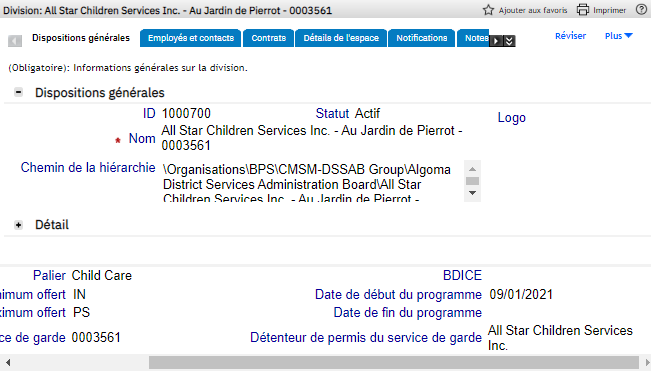 Division: All Star Children Services Inc. - Au Jardin de Pierrot - 0003561
Ajouter aux favoris
Imprimer
Dispositions générales
Employés et contacts
Contrats
Détails de l'espace
Notifications
Notes
Réviser
Plus
(Obligatoire): Informations générales sur la division.
Dispositions générales
ID 1000700 Statut Actif Logo
* Nom All Star Children Services Inc. - Au Jardin de Pierrot -
0003561
Chemin de la hiérarchie \Organisations\BPS\CMSM-DSSAB Group\Algoma
District Services Administration Board\All Star
Children Services Inc. - Au Jardin de Pierrot -
Détail
Palier Child Care BDICE
nimum offert IN Date de début du programme 09/01/2021
ximum offert PS Date de fin du programme
ce de garde 0003561 Détenteur de permis du service de garde All Star Children Services
Inc.